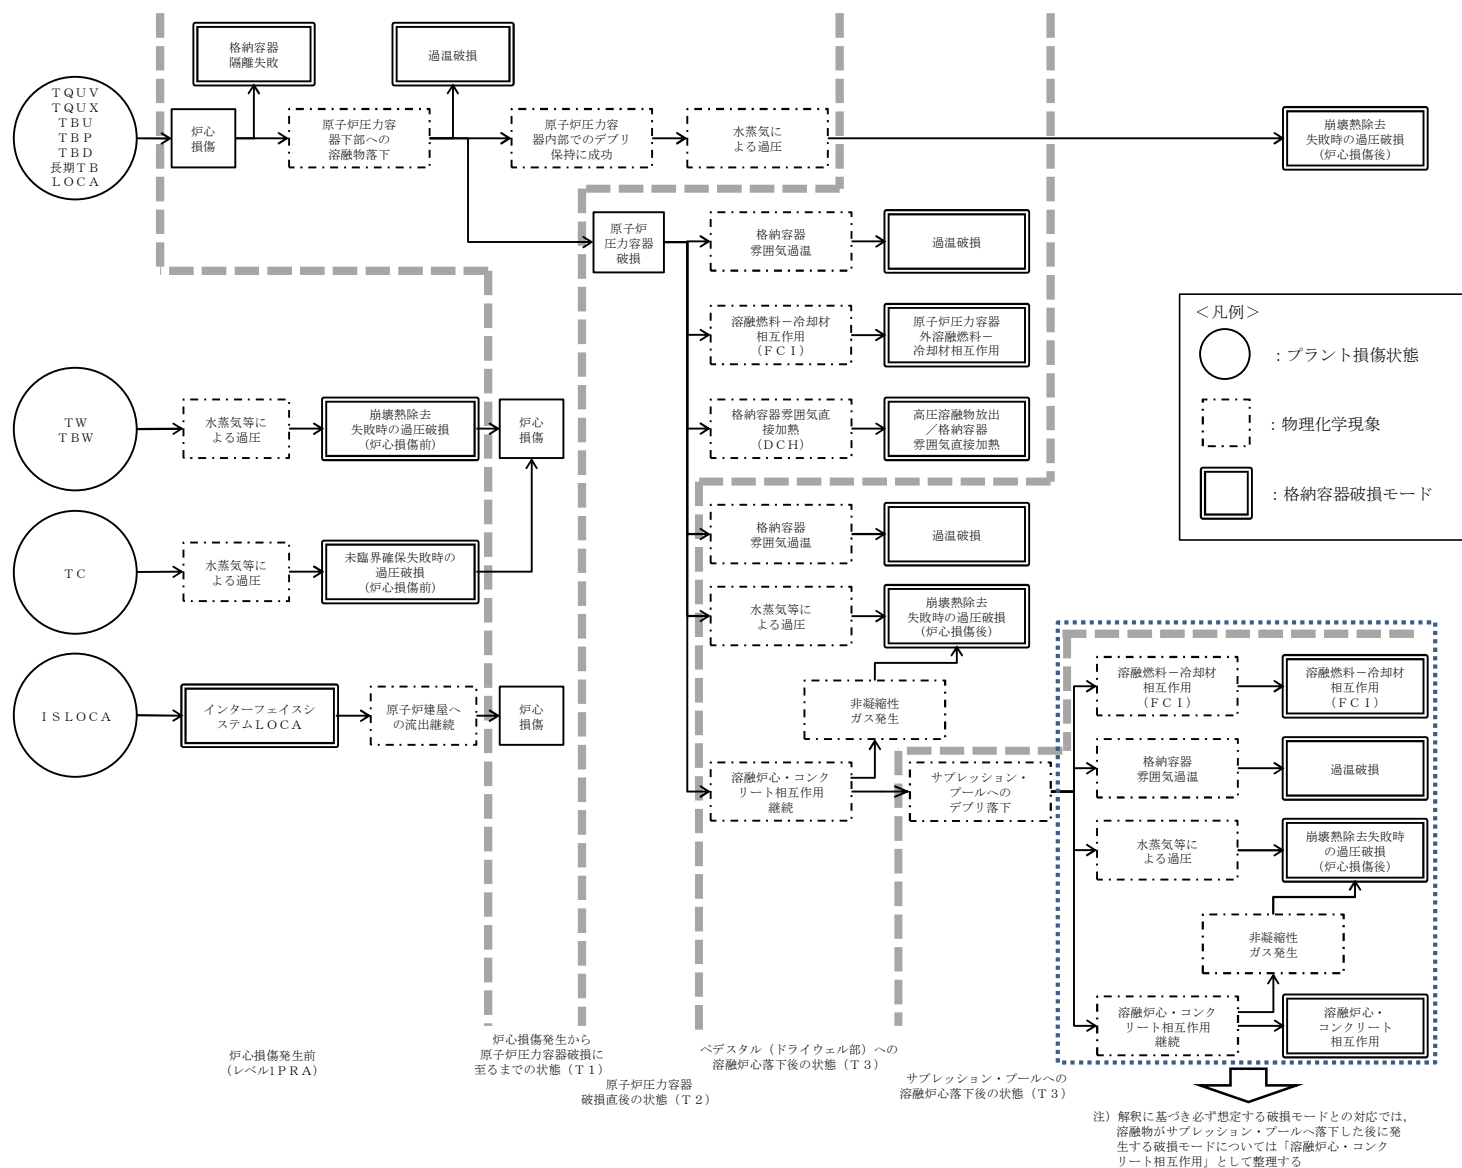 ＴＱＵＶ
ＴＱＵＸ
ＴＢＵ
ＴＢＰ
ＴＢＤ
長期ＴＢ
ＬＯＣＡ
炉心
損傷
格納容器
隔離失敗
原子炉圧力容
器下部への
溶融物落下
過温破損
原子炉圧力容
器内部でのデブリ
保持に成功
水蒸気に
よる過圧
崩壊熱除去
失敗時の過圧破損
(炉心損傷後)
原子炉
圧力容器
破損
格納容器
雰囲気過温
過温破損
溶融燃料－冷却材
相互作用
(ＦＣＩ)
原子炉圧力容器
外溶融燃料－
冷却材相互作用
格納容器雰囲気直
接加熱
(ＤＣＨ)
高圧溶融物放出
／格納容器
雰囲気直接加熱
＜凡例＞
：プラント損傷状態
：物理化学現象
：格納容器破損モード
ＴＷ
ＴＢＷ
水蒸気等に
よる過圧
崩壊熱除去
失敗時の過圧破損
(炉心損傷前)
炉心
損傷
格納容器
雰囲気過温
過温破損
ＴＣ
水蒸気等に
よる過圧
未臨界確保失敗時の
過圧破損
(炉心損傷前)
水蒸気等に
よる過圧
崩壊熱除去
失敗時の過圧破損
(炉心損傷後)
ＩＳＬＯＣＡ
インターフェイスシ
ステムＬＯＣＡ
原子炉建屋へ
の流出継続
炉心
損傷
非凝縮性
ガス発生
溶融炉心・コンク
リート相互作用
継続
サプレッション・
プールへの
デブリ落下
溶融燃料－冷却材
相互作用
(ＦＣＩ)
溶融燃料－冷却材
相互作用
(ＦＣＩ)
格納容器
雰囲気過温
過温破損
水蒸気等に
よる過圧
崩壊熱除去失敗時
の過圧破損
(炉心損傷後)
非凝縮性
ガス発生
溶融炉心・コンク
リート相互作用
継続
溶融炉心・
コンクリート
相互作用
炉心損傷発生前
（レベル1ＰＲＡ）
炉心損傷発生から
原子炉圧力容器破損に
至るまでの状態（Ｔ１）
原子炉圧力容器
破損直後の状態（Ｔ２）
ペデスタル（ドライウェル部）への
溶融炉心落下後の状態（Ｔ３）
サプレッション・プールへの
溶融炉心落下後の状態（Ｔ３）
注）解釈に基づき必ず想定する破損モードとの対応では，
溶融物がサプレッション・プールへ落下した後に発
生する破損モードについては「溶融炉心・コンク
リート相互作用」として整理する